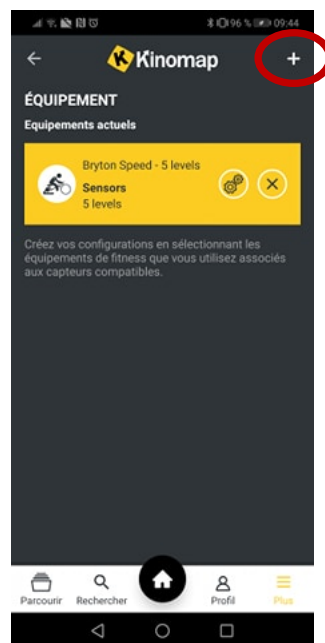 96 % 09:44
Kinomap
+
ÉQUIPEMENT
Equipements actuels
Bryton Speed - 5 levels
Sensors
5 levels
Créez vos configurations en sélectionnant les
équipements de fitness que vous utilisez associés
aux capteurs compatibles.
Parcourir Rechercher Profil Plus